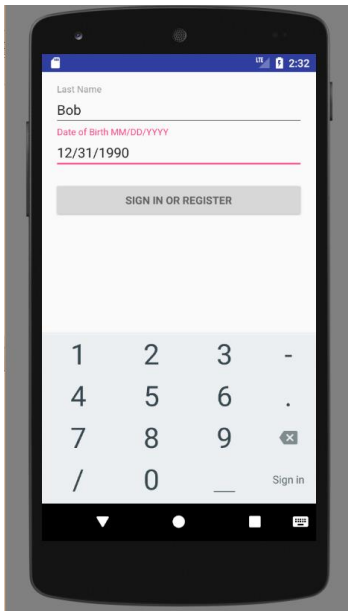 LTE 2:32
Last Name
Bob
Date of Birth MM/DD/YYYY
12/31/1990
SIGN IN OR REGISTER
1 2 3 -
4 5 6 .
7 8 9
/ 0 _ Sign in